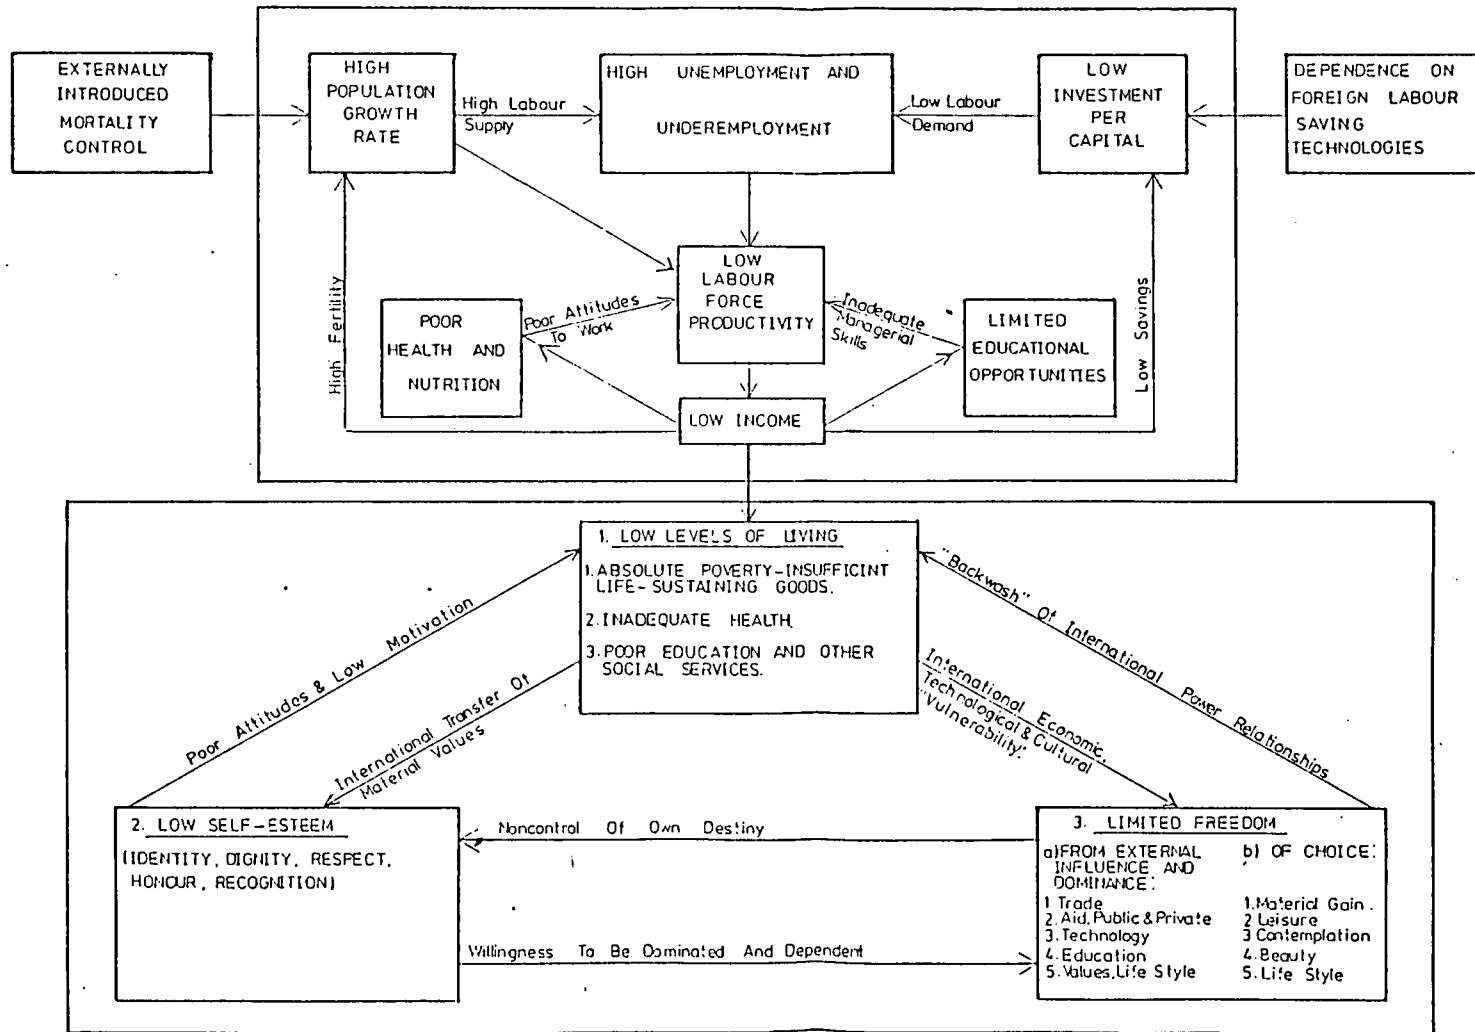 EXTERNALLY
INTRODUCED
MORTALITY
CONTROL
HIGH
POPULATION
GROWTH
RATE
High Labour
Supply
HIGH UNEMPLOYMENT AND
UNDEREMPLOYMENT
Low Labour
Demand
LOW
INVESTMENT
PER
CAPITAL
DEPENDENCE ON
FOREIGN LABOUR
SAVING
TECHNOLOGIES
High Fertility
POOR
HEALTH AND
NUTRITION
Poor Attitudes
To Work
LOW
LABOUR
FORCE
PRODUCTIVITY
Inadequate
Managerial
Skills
LIMITED
EDUCATIONAL
OPPORTUNITIES
Low Savings
LOW INCOME
1. LOW LEVELS OF LIVING
1. ABSOLUTE POVERTY-INSUFFICIENT
LIFE-SUSTAINING GOODS.
2. INADEQUATE HEALTH.
3. POOR EDUCATION AND OTHER
SOCIAL SERVICES.
Poor Attitudes & Low Motivation
International Transfer Of
Material Values
International Economic,
Technological & Cultural
"Vulnerability".
"Backwash" Of International Power Relationships
2. LOW SELF-ESTEEM
(IDENTITY, DIGNITY, RESPECT,
HONOUR, RECOGNITION)
Noncontrol Of Own Destiny
Willingness To Be Dominated And Dependent
3. LIMITED FREEDOM
a) FROM EXTERNAL
INFLUENCE AND
DOMINANCE:
1 Trade
2. Aid, Public & Private
3. Technology
4. Education
5. Values, Life Style
b) OF CHOICE:
1. Material Gain.
2 Leisure
3 Contemplation
4. Beauty
5. Life Style